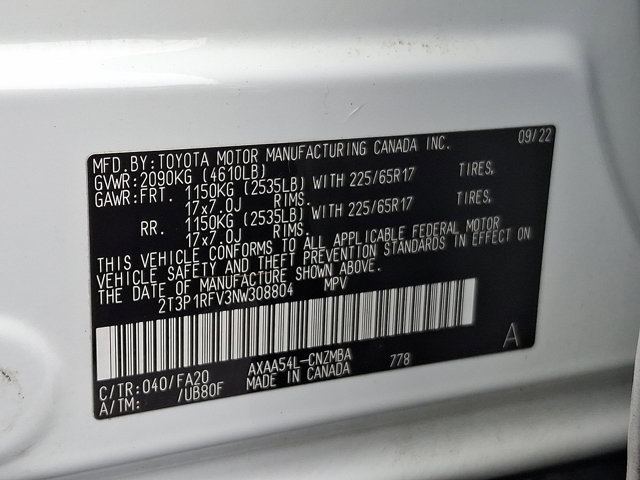 MFD.BY:TOYOTA MOTOR MANUFACTURING CANADA INC. 09/22
GVWR:2090KG (4610LB)
GAWR:FRT. 1150KG (2535LB) WITH 225/65R17 TIRES,
17x7.0J RIMS.
RR. 1150KG (2535LB) WITH 225/65R17 TIRES,
17x7.0J RIMS.
THIS VEHICLE CONFORMS TO ALL APPLICABLE FEDERAL MOTOR
VEHICLE SAFETY AND THEFT PREVENTION STANDARDS IN EFFECT ON
THE DATE OF MANUFACTURE SHOWN ABOVE.
2T3P1RFV3NW308804 MPV
C/TR:040/FA20 AXAA54L-CNZMBA 778 A
A/TM: /UB80F MADE IN CANADA